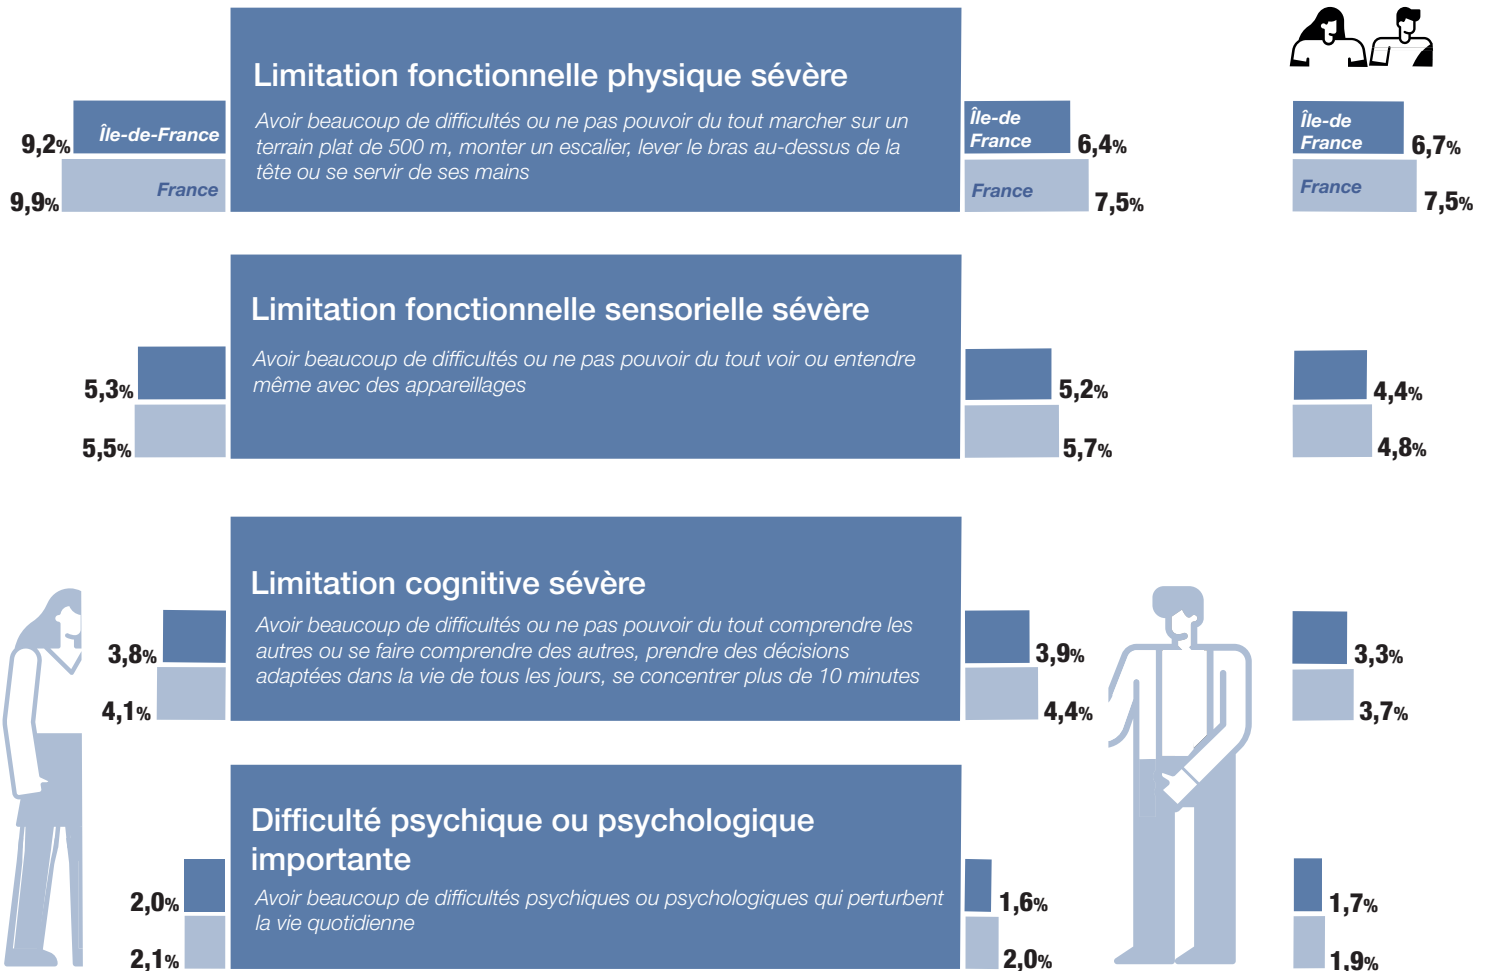 Limitation fonctionnelle physique sévère
Avoir beaucoup de difficultés ou ne pas pouvoir du tout marcher sur un
terrain plat de 500 m, monter un escalier, lever le bras au-dessus de la
tête ou se servir de ses mains
9,2%
Île-de-France
9,9%
France
Île-de
France
6,4%
France
7,5%
Île-de
France
6,7%
France
7,5%
Limitation fonctionnelle sensorielle sévère
Avoir beaucoup de difficultés ou ne pas pouvoir du tout voir ou entendre
même avec des appareillages
5,3%
5,5%
5,2%
5,7%
4,4%
4,8%
Limitation cognitive sévère
Avoir beaucoup de difficultés ou ne pas pouvoir du tout comprendre les
autres ou se faire comprendre des autres, prendre des décisions
adaptées dans la vie de tous les jours, se concentrer plus de 10 minutes
3,8%
4,1%
3,9%
4,4%
3,3%
3,7%
Difficulté psychique ou psychologique
importante
Avoir beaucoup de difficultés psychiques ou psychologiques qui perturbent
la vie quotidienne
2,0%
2,1%
1,6%
2,0%
1,7%
1,9%